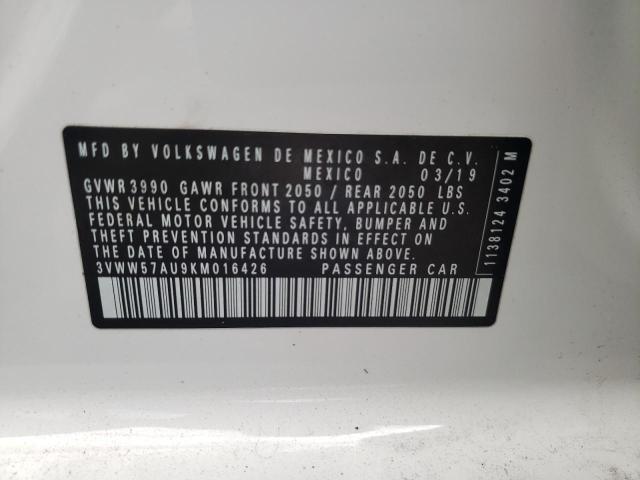 MFD BY VOLKSWAGEN DE MEXICO S.A. DE C.V.
MEXICO 03/19
GVWR 3990 GAWR FRONT 2050 / REAR 2050 LBS
THIS VEHICLE CONFORMS TO ALL APPLICABLE U.S.
FEDERAL MOTOR VEHICLE SAFETY, BUMPER AND
THEFT PREVENTION STANDARDS IN EFFECT ON
THE DATE OF MANUFACTURE SHOWN ABOVE.
3VWW57AU9KM016426 PASSENGER CAR
1138124 3402 M